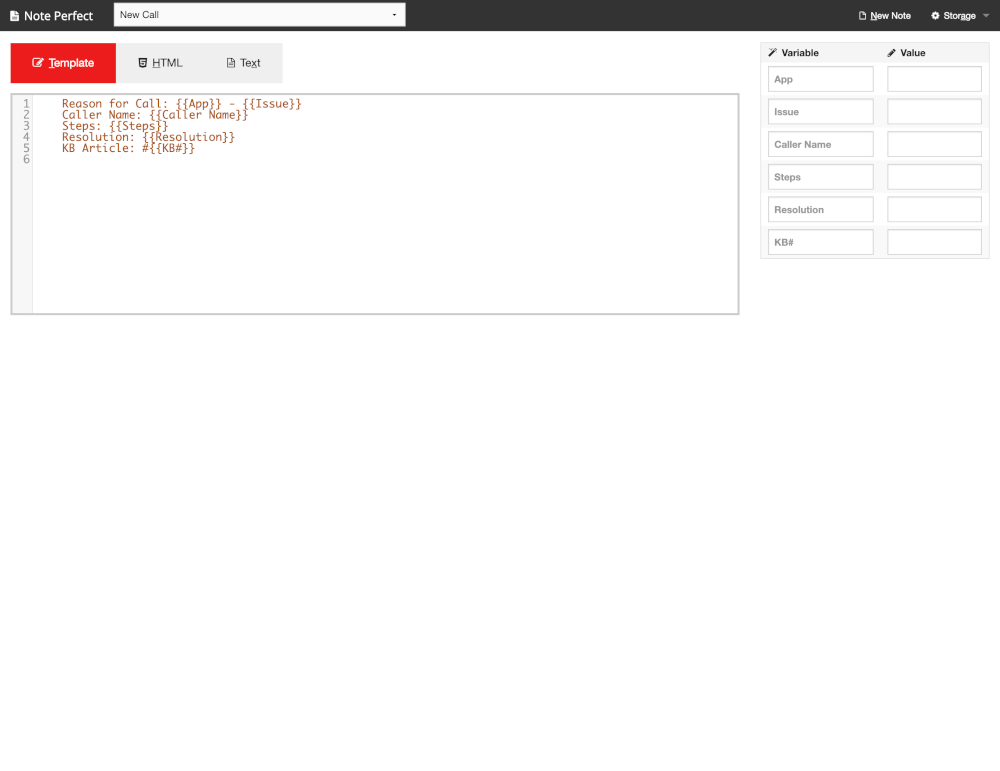 Note Perfect New Call New Note Storage
Template HTML Text
1 Reason for Call: {{App}} - {{Issue}}
2 Caller Name: {{Caller Name}}
3 Steps: {{Steps}}
4 Resolution: {{Resolution}}
5 KB Article: #{{KB#}}
6
Variable Value
App
Issue
Caller Name
Steps
Resolution
KB#